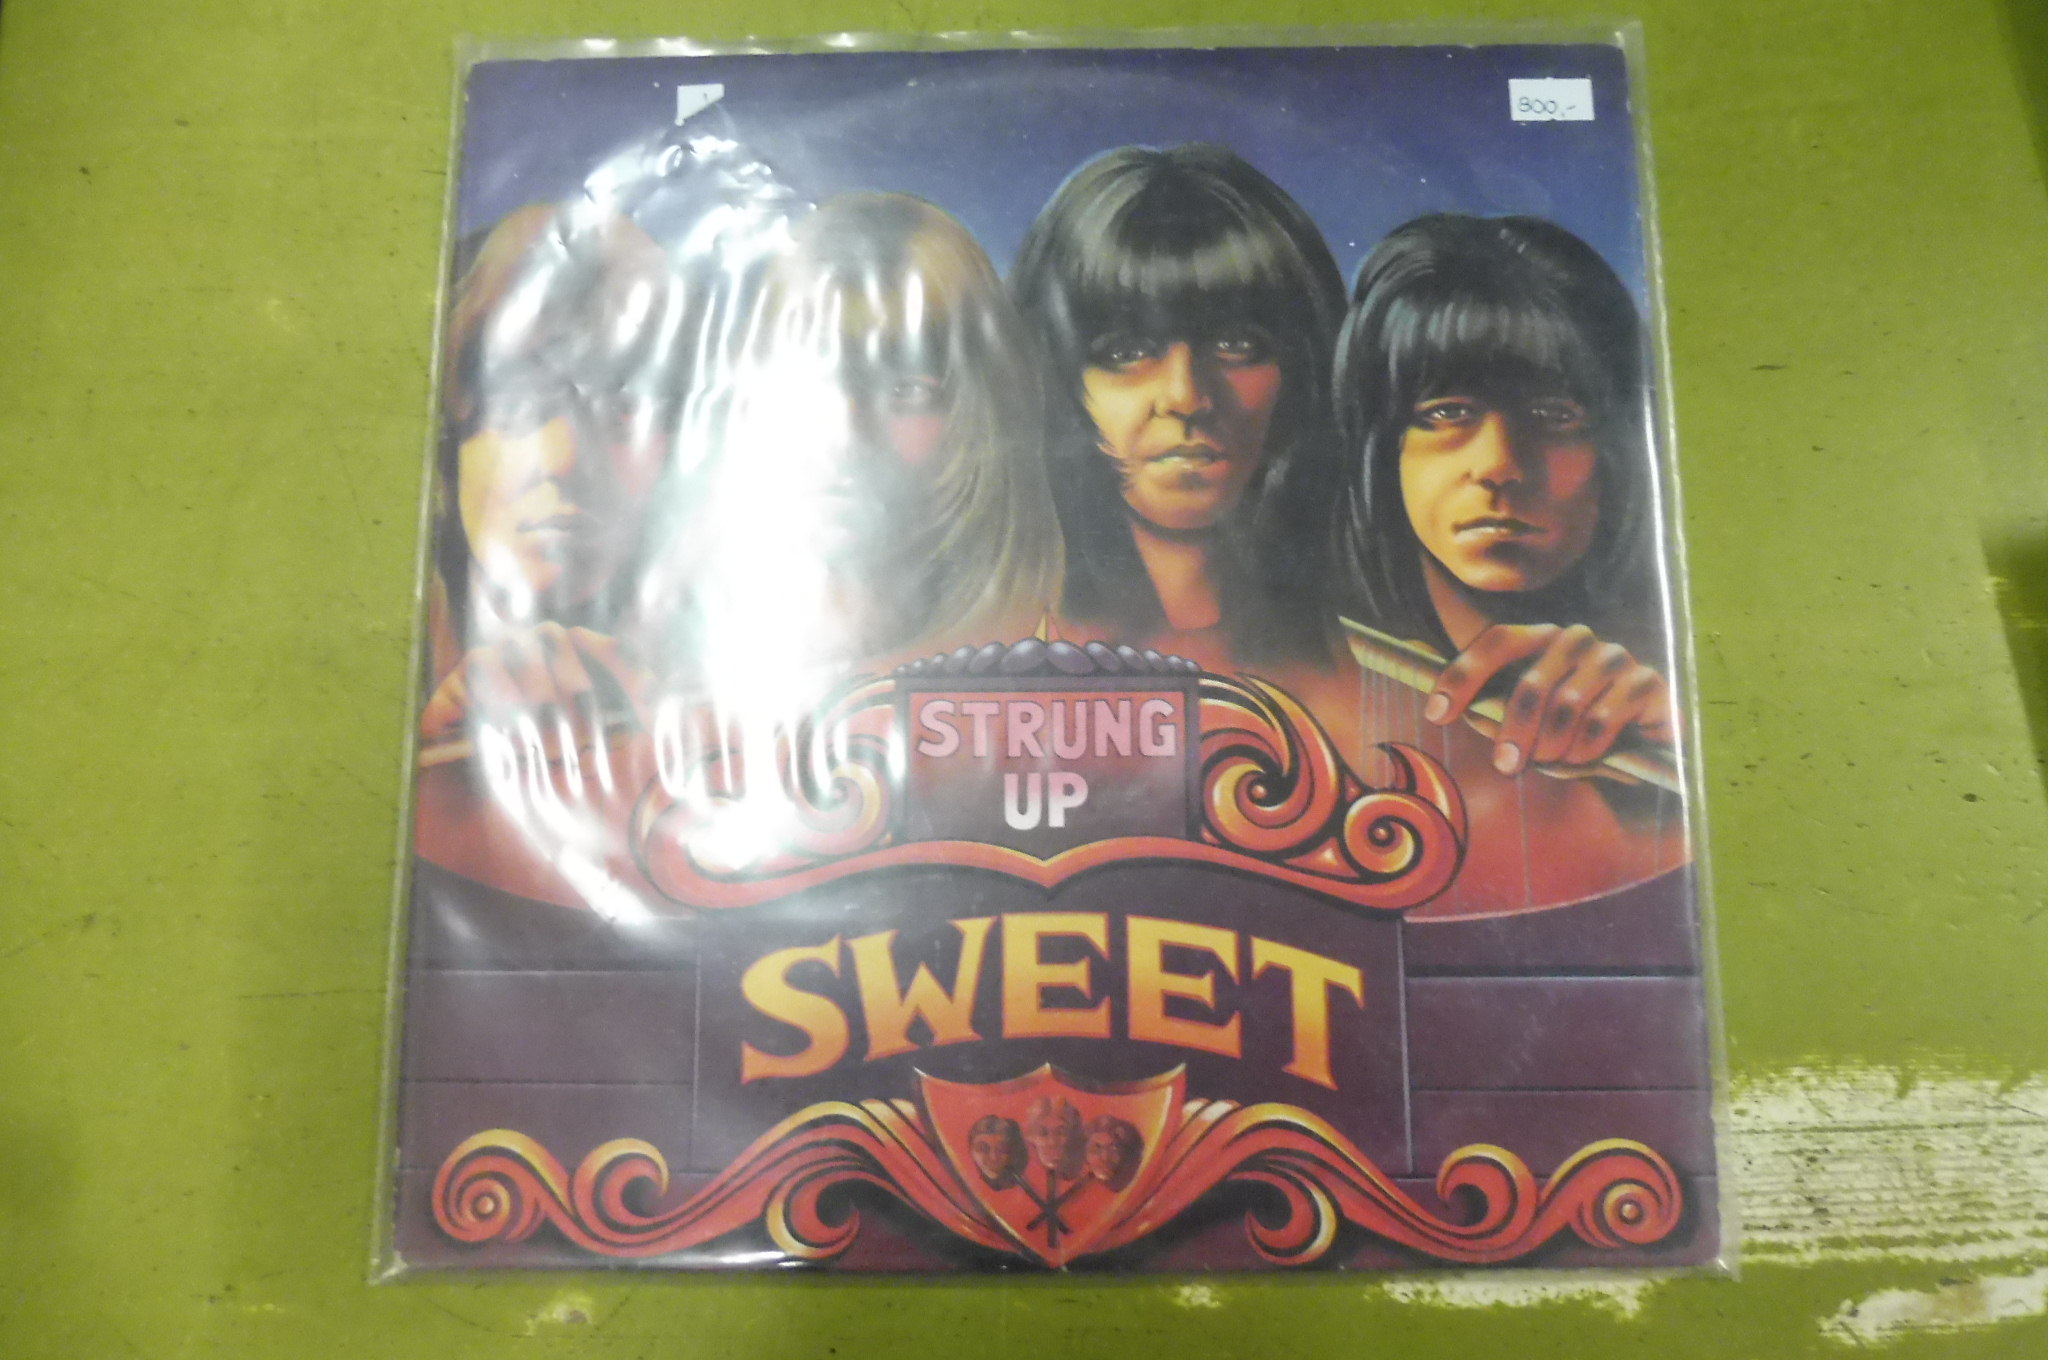 800,-
STRUNG
UP
SWEET